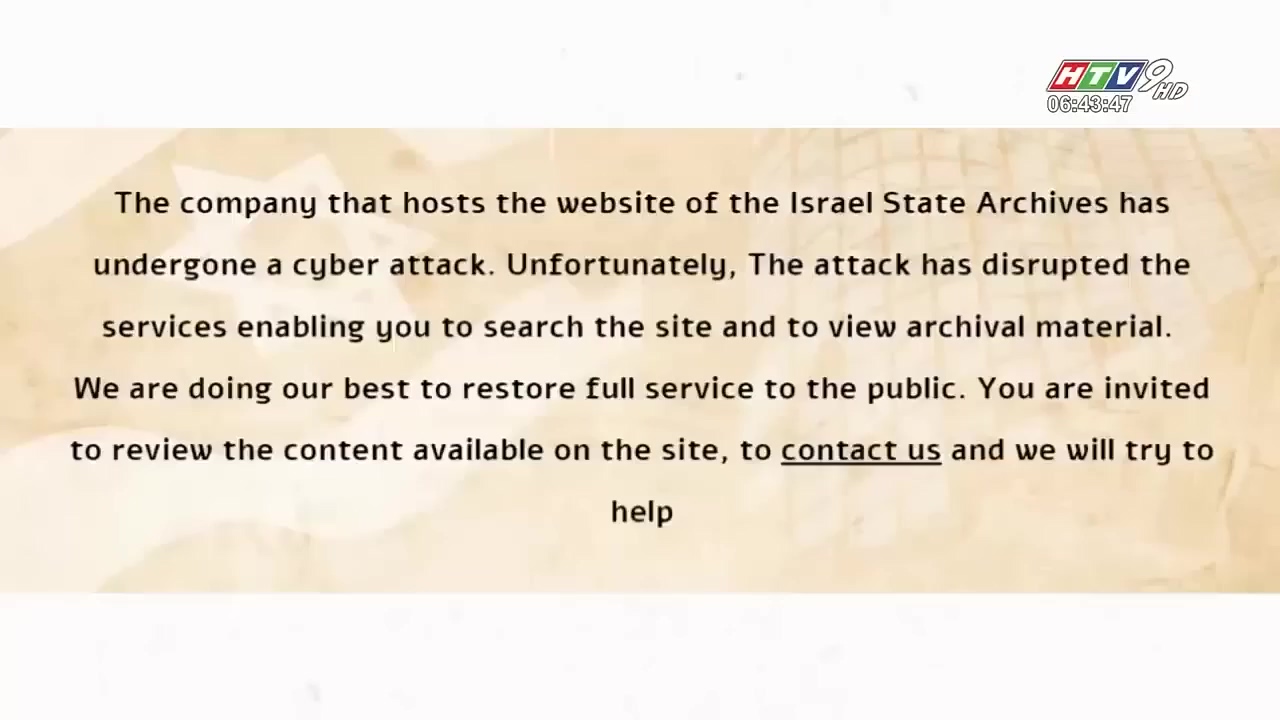 HTV9 HD
06:43:47
The company that hosts the website of the Israel State Archives has
undergone a cyber attack. Unfortunately, The attack has disrupted the
services enabling you to search the site and to view archival material.
We are doing our best to restore full service to the public. You are invited
to review the content available on the site, to contact us and we will try to
help